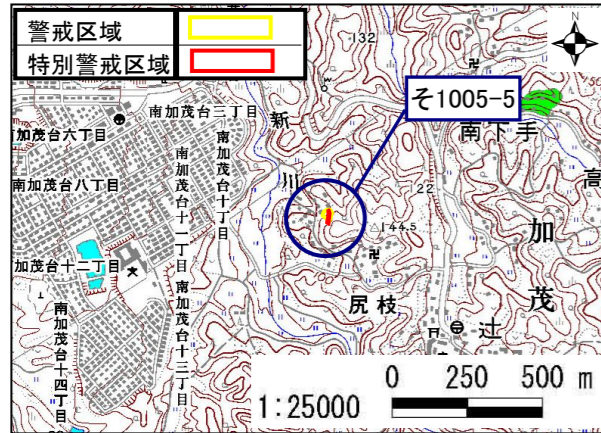 警戒区域
特別警戒区域
N
132
そ1005-5
南加茂台三丁目
南加茂台六丁目
新
南下手
高
南加茂台八丁目
南加茂台十一丁目
南加茂台十丁目
川
22
144.5
加
南加茂台十二丁目
茂
尻枝
辻
南加茂台十四丁目
南加茂台十三丁目
0 250 500 m
1:25000